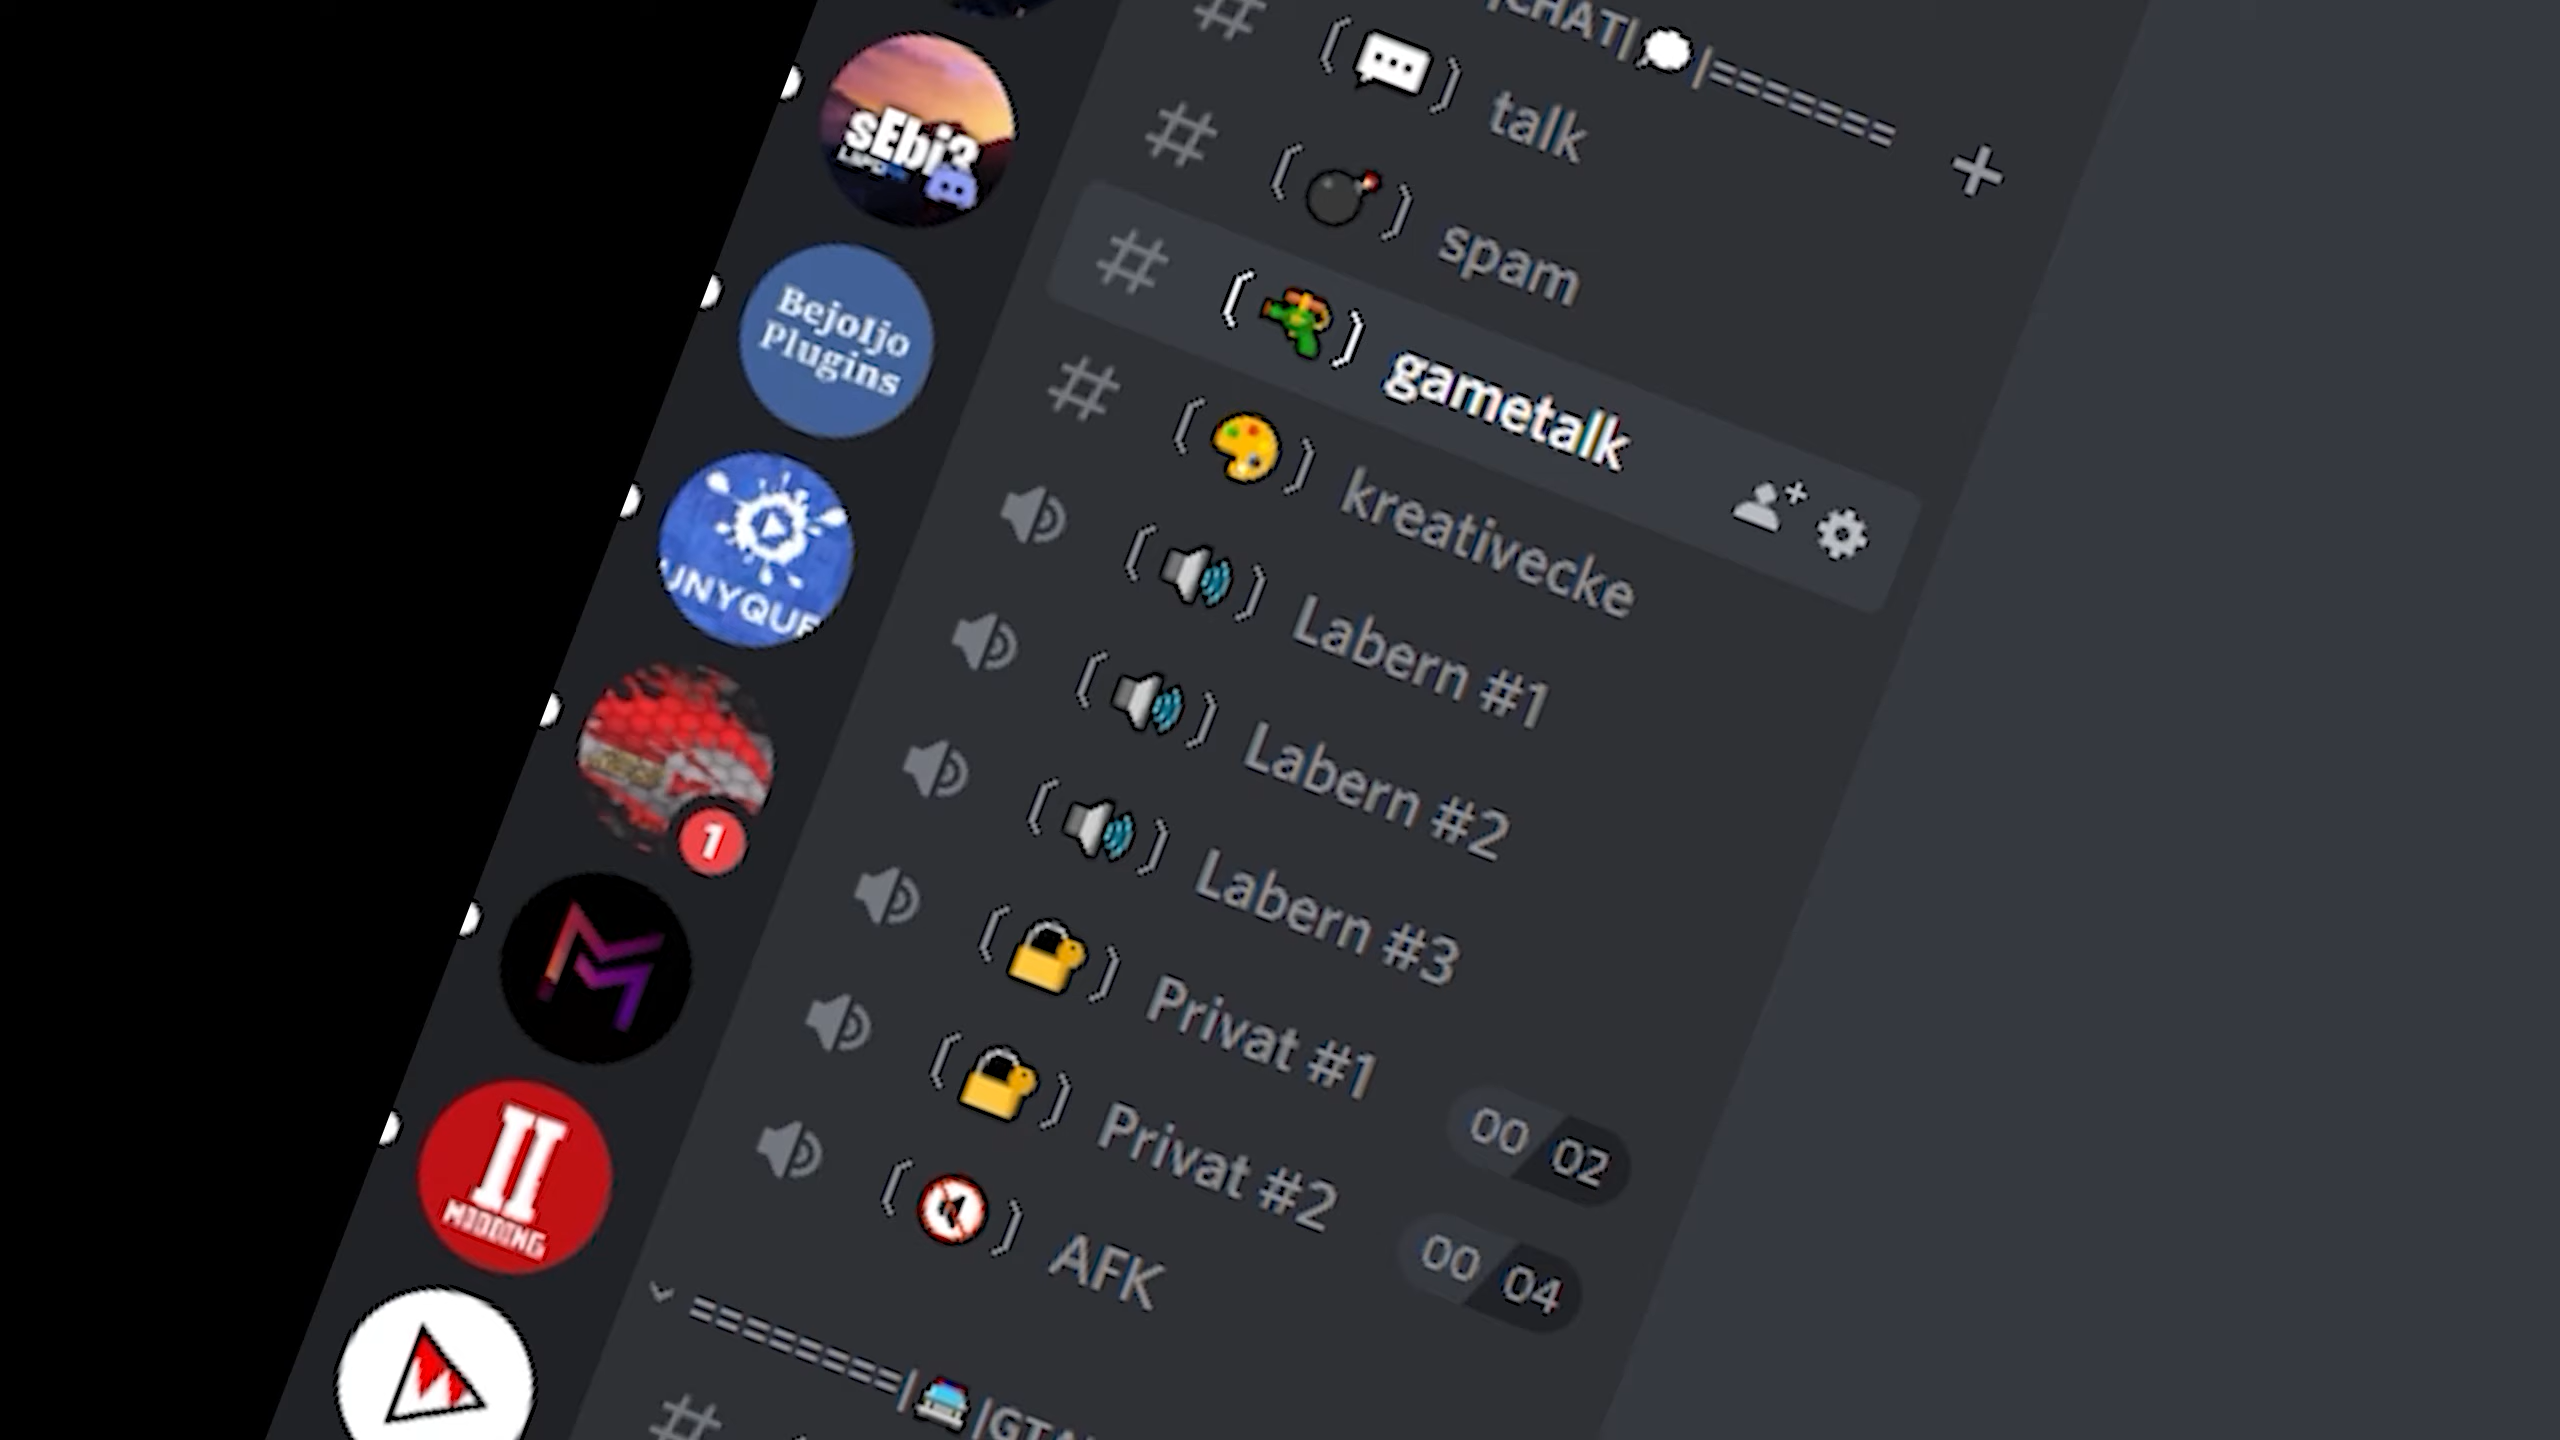 |CHAT|💭|======
talk
spam
gametalk
kreativecke
Labern #1
Labern #2
Labern #3
Privat #1
00 02
Privat #2
00 04
AFK
========|🚔|GTA
sEbi3
BejoIjo
Plugins
UNYQUE
1
II
MODDING